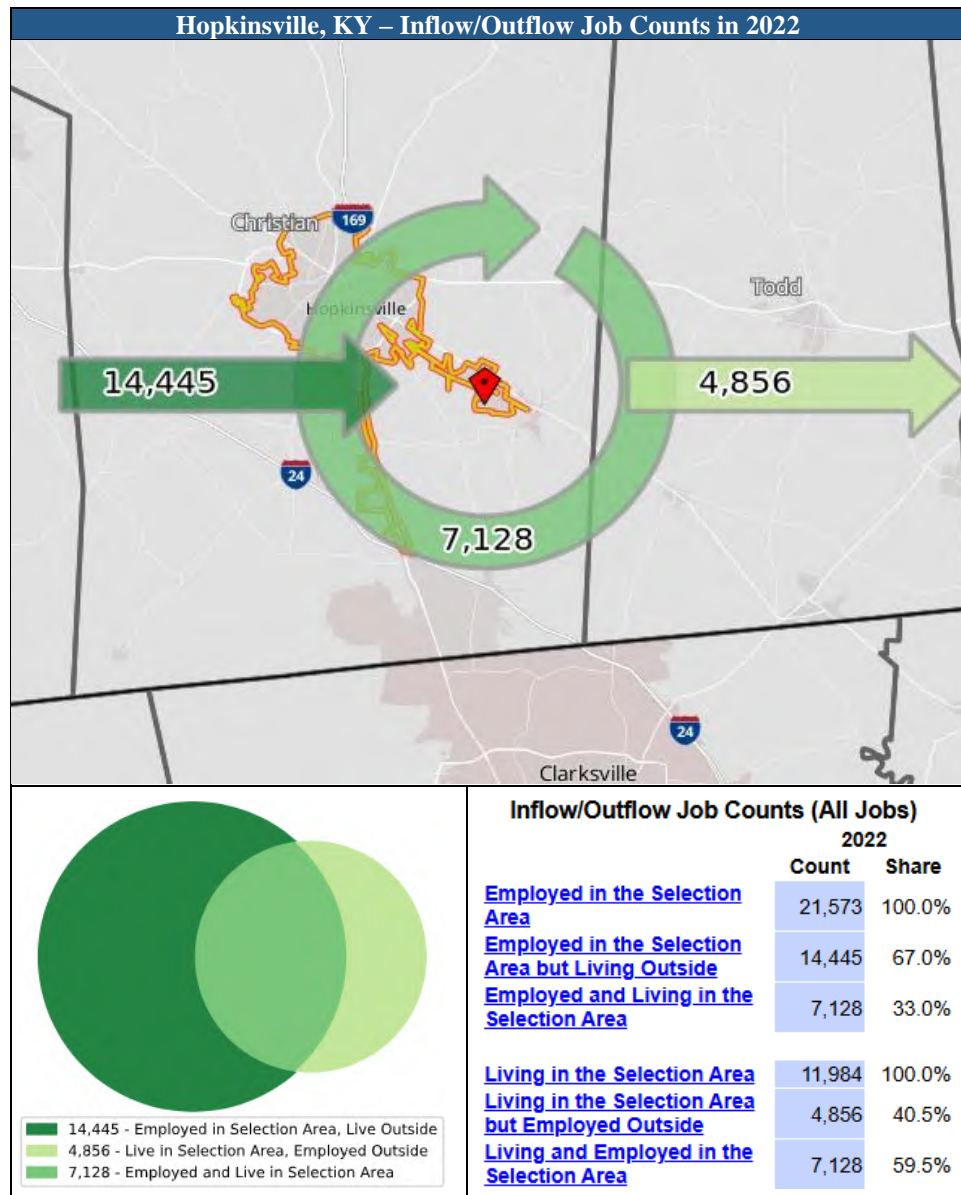 Hopkinsville, KY – Inflow/Outflow Job Counts in 2022
Christian
169
Hopkinsville
Todd
14,445
4,856
24
7,128
24
Clarksville
14,445 - Employed in Selection Area, Live Outside
4,856 - Live in Selection Area, Employed Outside
7,128 - Employed and Live in Selection Area
Inflow/Outflow Job Counts (All Jobs)
2022
Count Share
Employed in the Selection
Area 21,573 100.0%
Employed in the Selection
Area but Living Outside 14,445 67.0%
Employed and Living in the
Selection Area 7,128 33.0%
Living in the Selection Area 11,984 100.0%
Living in the Selection Area
but Employed Outside 4,856 40.5%
Living and Employed in the
Selection Area 7,128 59.5%